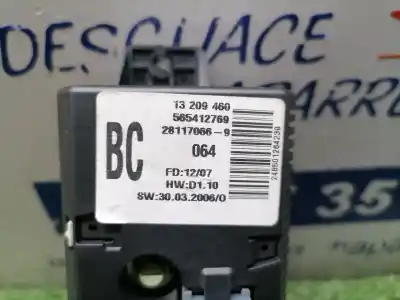 DESGUACE
13 209 460
565412769
28117066-9
BC
064
FD:12/07
HW:D1.10
SW:30.03.2006/0
35